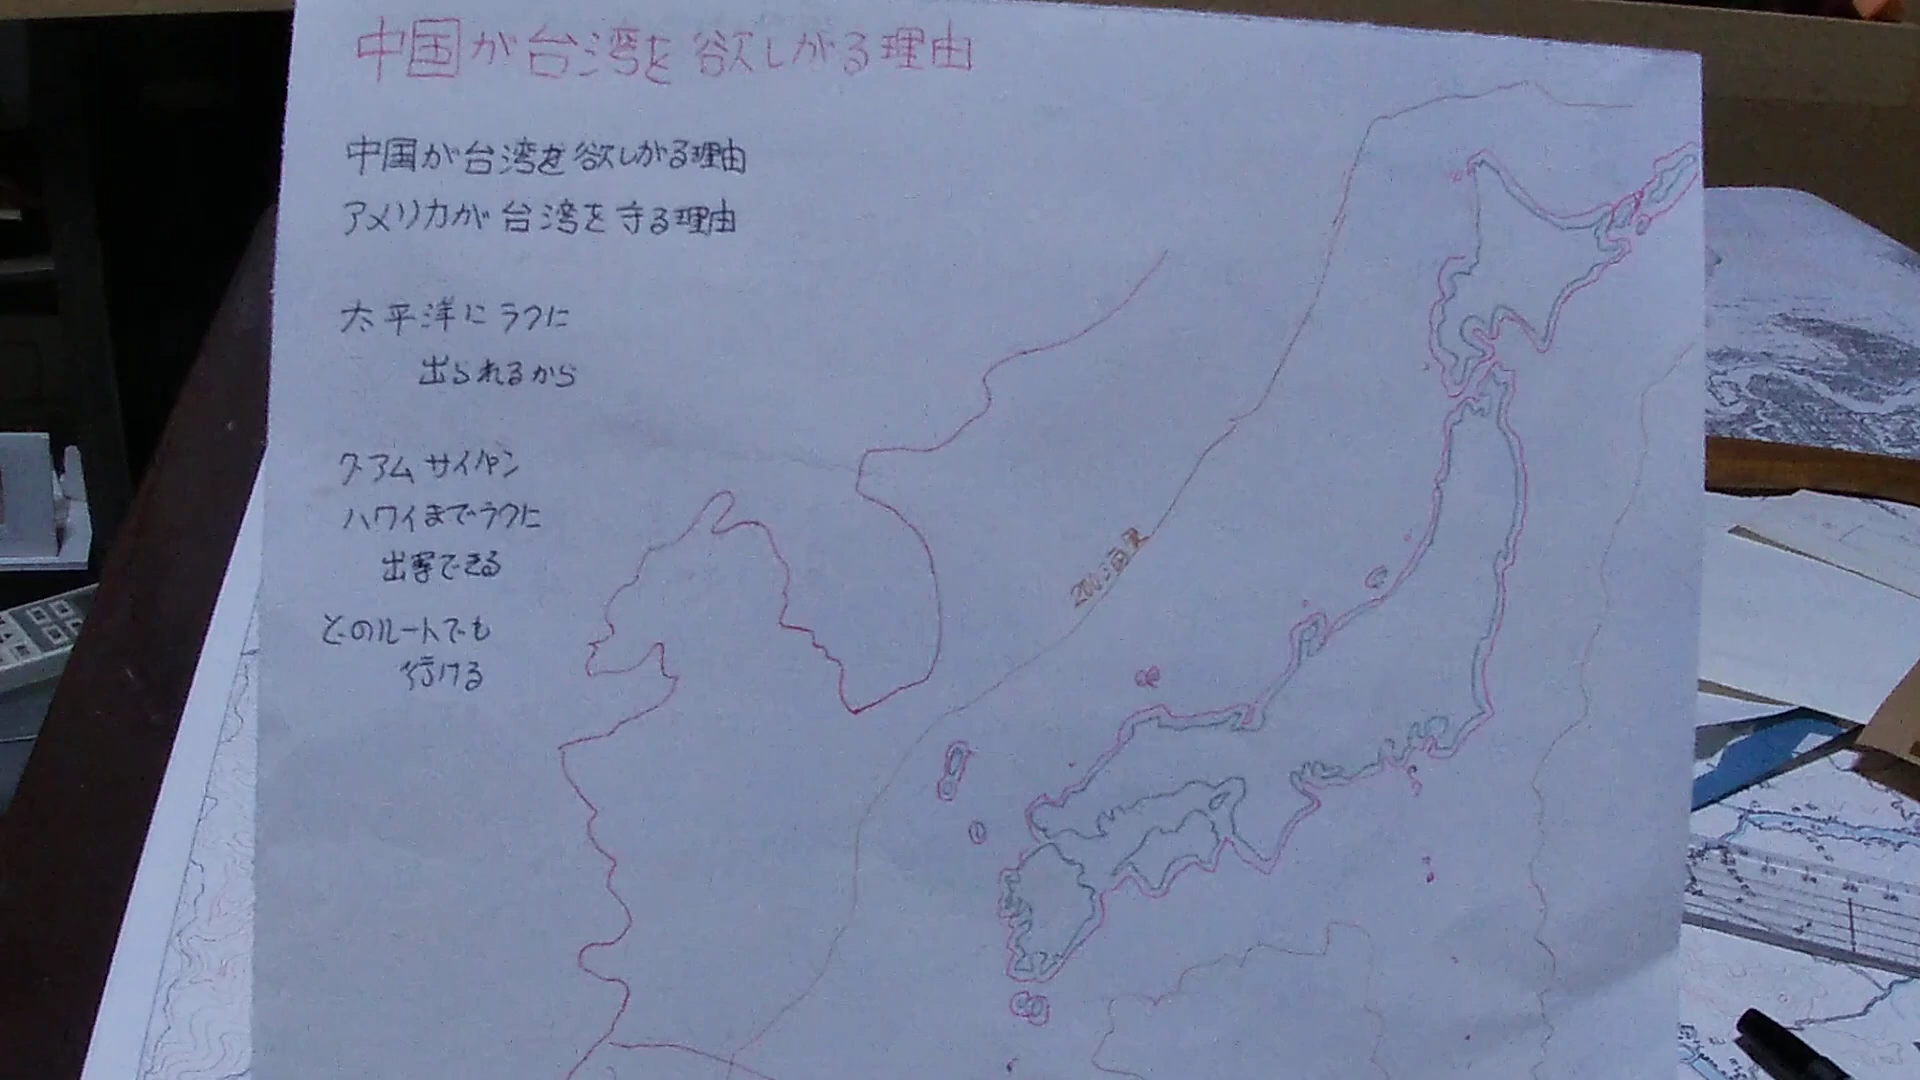 中国が台湾を欲しがる理由
中国が台湾を欲しがる理由
アメリカが台湾を守る理由
太平洋にラクに
出られるから
グアム サイパン
ハワイまでラクに
出撃できる
どのルートでも
行ける
200海里